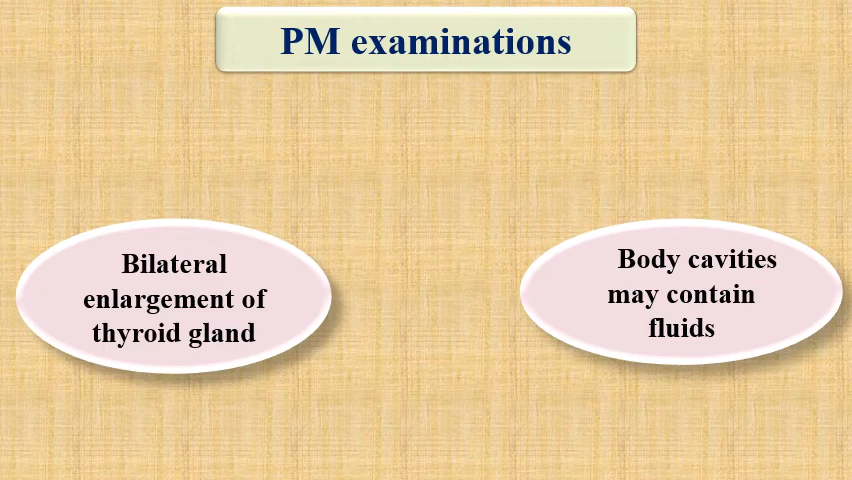 PM examinations
Bilateral
enlargement of
thyroid gland
Body cavities
may contain
fluids